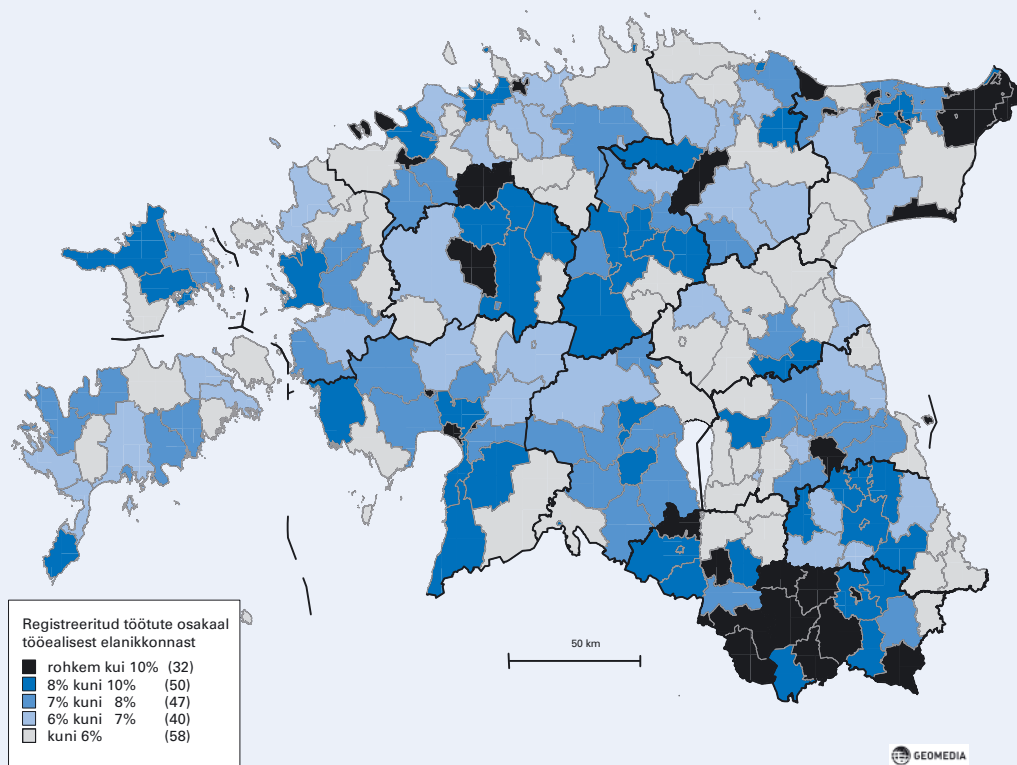 Registreeritud töötute osakaal
tööealisest elanikkonnast
rohkem kui 10% (32)
8% kuni 10% (50)
7% kuni 8% (47)
6% kuni 7% (40)
kuni 6% (58)
50 km
GEOMEDIA